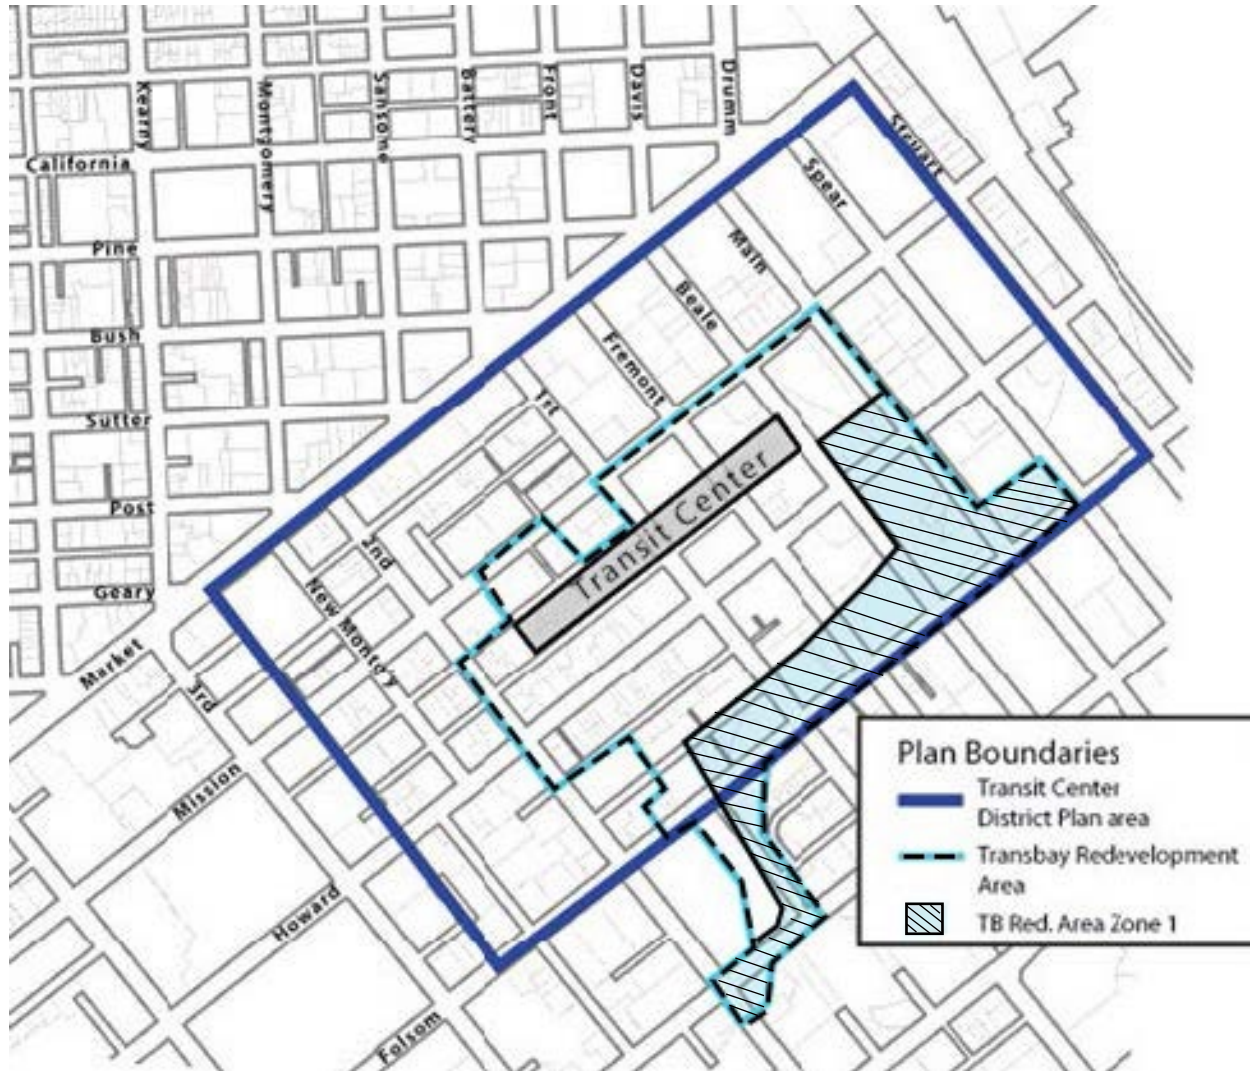 Kearny
Montgomery
Sansome
Battery
Front
Davis
Drumm
California
Pine
Bush
Sutter
Post
Geary
Market
Mission
Howard
Folsom
3rd
New Montg'y
2nd
1st
Fremont
Beale
Main
Spear
Steuart
Transit Center
Plan Boundaries
Transit Center
District Plan area
Transbay Redevelopment
Area
TB Red. Area Zone 1